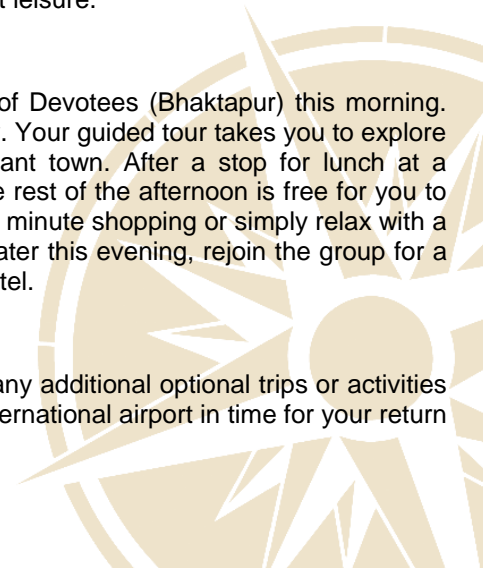 t leisure.
of Devotees (Bhaktapur) this morning.
. Your guided tour takes you to explore
ant town. After a stop for lunch at a
e rest of the afternoon is free for you to
minute shopping or simply relax with a
ater this evening, rejoin the group for a
tel.
any additional optional trips or activities
ernational airport in time for your return